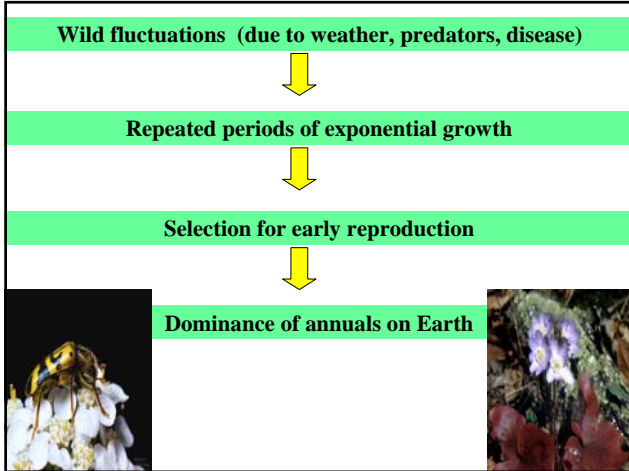 Wild fluctuations  (due to weather, predators, disease)
Repeated periods of exponential growth
Selection for early reproduction
Dominance of annuals on Earth